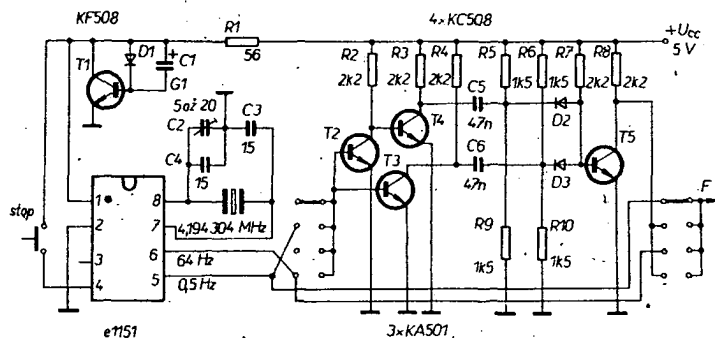 KF508
4×KC508
R1
56
T1
D1
C1
+
G1
R2
2k2
R3
2k2
R4
2k2
R5
1k5
R6
1k5
R7
2k2
R8
2k2
+Ucc
5 V
5 až 20
C2
C3
15
C4
15
T2
T4
T3
C5
47n
C6
47n
D2
D3
T5
F
stop
1
2
3
4
8
7
6
5
4,194 304 MHz
64 Hz
0,5 Hz
R9
1k5
R10
1k5
e1151
3×KA501